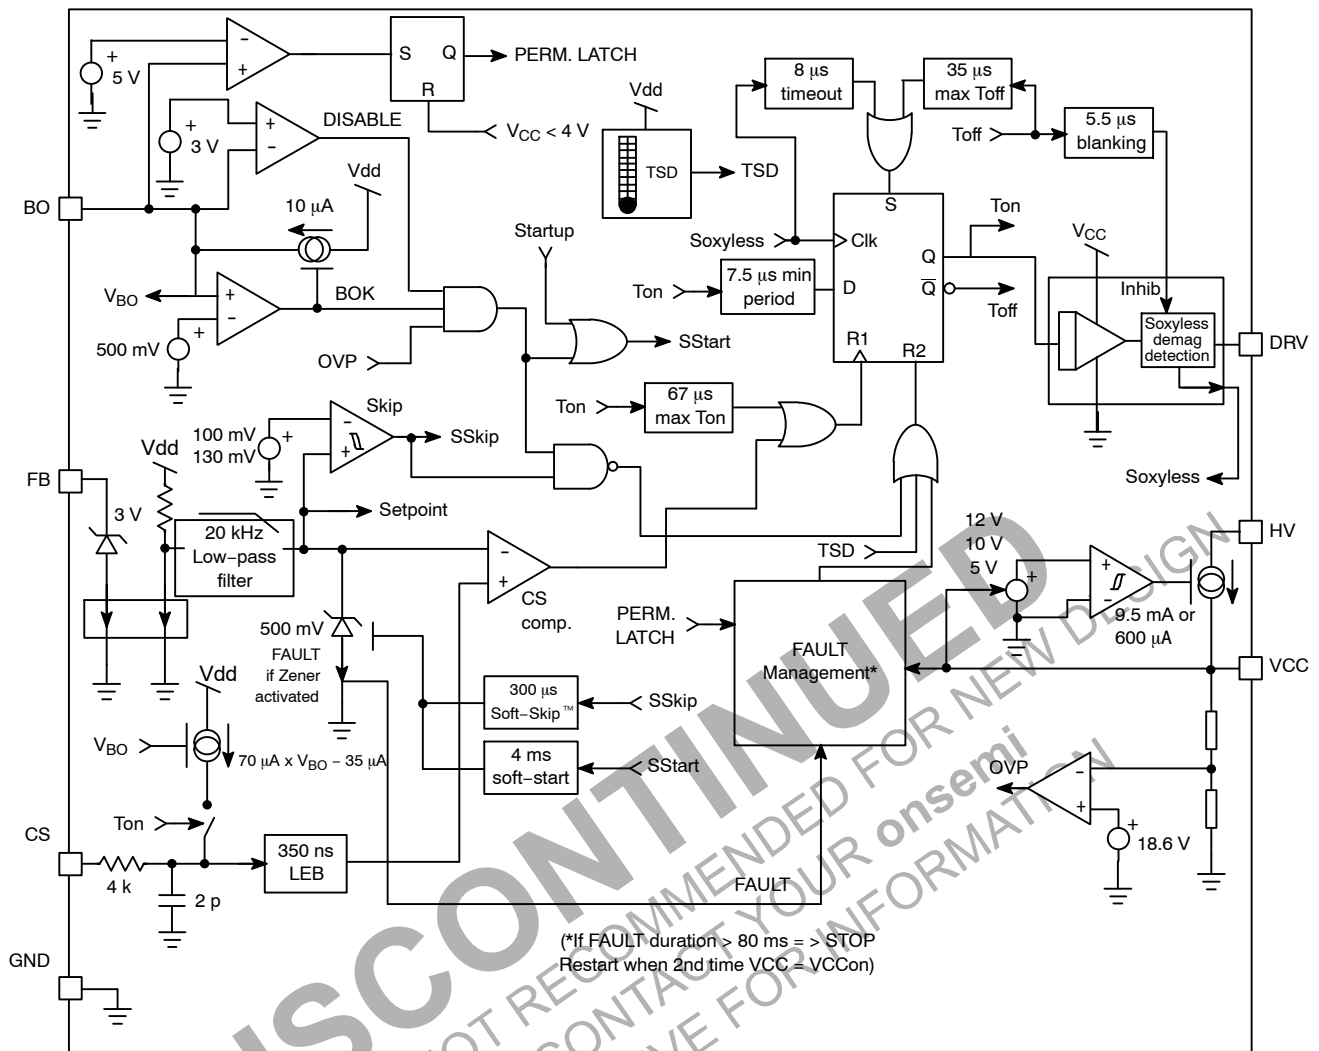 5 V
+
−
+
S
Q
R
PERM. LATCH
VCC < 4 V
3 V
+
+
−
DISABLE
Vdd
TSD
TSD
8 μs
timeout
35 μs
max Toff
Toff
5.5 μs
blanking
BO
10 μA
Vdd
VBO
+
−
BOK
500 mV
+
OVP
Startup
SStart
Soxyless
Clk
S
Q
Q
D
R1
R2
Ton
7.5 μs min
period
Ton
Toff
VCC
Inhib
Soxyless
demag
detection
DRV
Soxyless
Ton
67 μs
max Ton
Skip
−
+
SSkip
100 mV
130 mV
+
Vdd
FB
3 V
20 kHz
Low−pass
filter
Setpoint
−
+
CS
comp.
TSD
12 V
10 V
5 V
+
+
−
HV
9.5 mA or
600 μA
VCC
500 mV
FAULT
if Zener
activated
PERM.
LATCH
FAULT
Management*
300 μs
Soft−Skip™
SSkip
4 ms
soft−start
SStart
Vdd
VBO
70 μA x VBO − 35 μA
Ton
CS
4 k
2 p
350 ns
LEB
OVP
−
+
+
18.6 V
FAULT
(*If FAULT duration > 80 ms = > STOP
Restart when 2nd time VCC = VCCon)
GND
ISCONTINUED
NOT RECOMMENDED FOR NEW DESIGN
CONTACT YOUR onsemi
IVE FOR INFORMATION